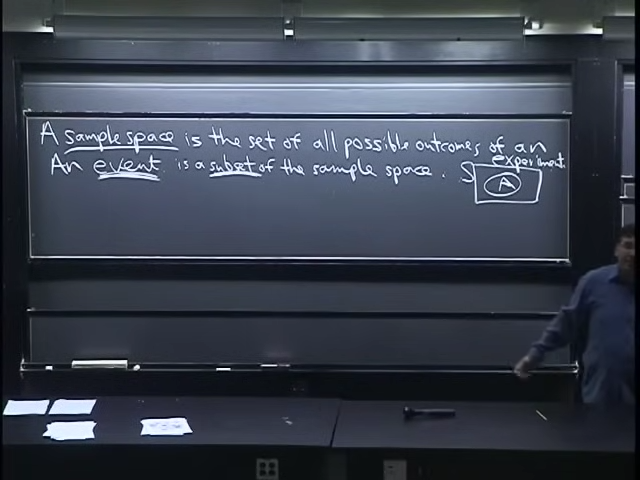 A sample space is the set of all possible outcomes of an experiment.
An event is a subset of the sample space. S
A